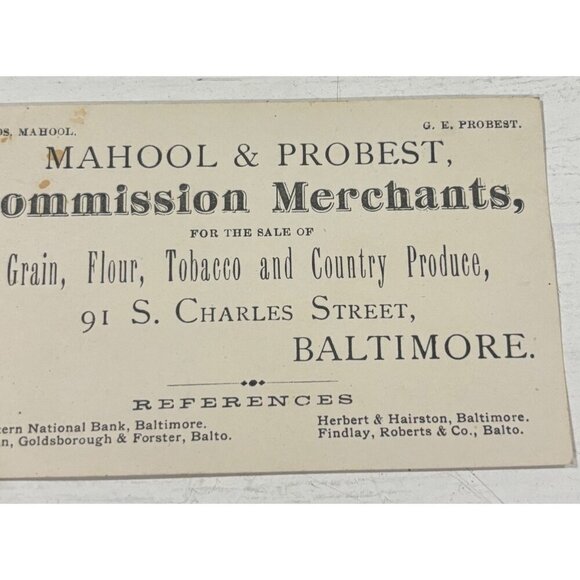 OS, MAHOOL. G. E. PROBEST.
MAHOOL & PROBEST,
ommission Merchants,
FOR THE SALE OF
Grain, Flour, Tobacco and Country Produce,
91 S. CHARLES STREET,
BALTIMORE.
REFERENCES
tern National Bank, Baltimore. Herbert & Hairston, Baltimore.
n, Goldsborough & Forster, Balto. Findlay, Roberts & Co., Balto.